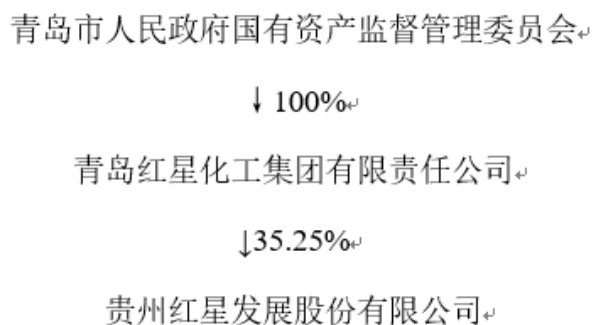 青岛市人民政府国有资产监督管理委员会
↓ 100%
青岛红星化工集团有限责任公司
↓35.25%
贵州红星发展股份有限公司